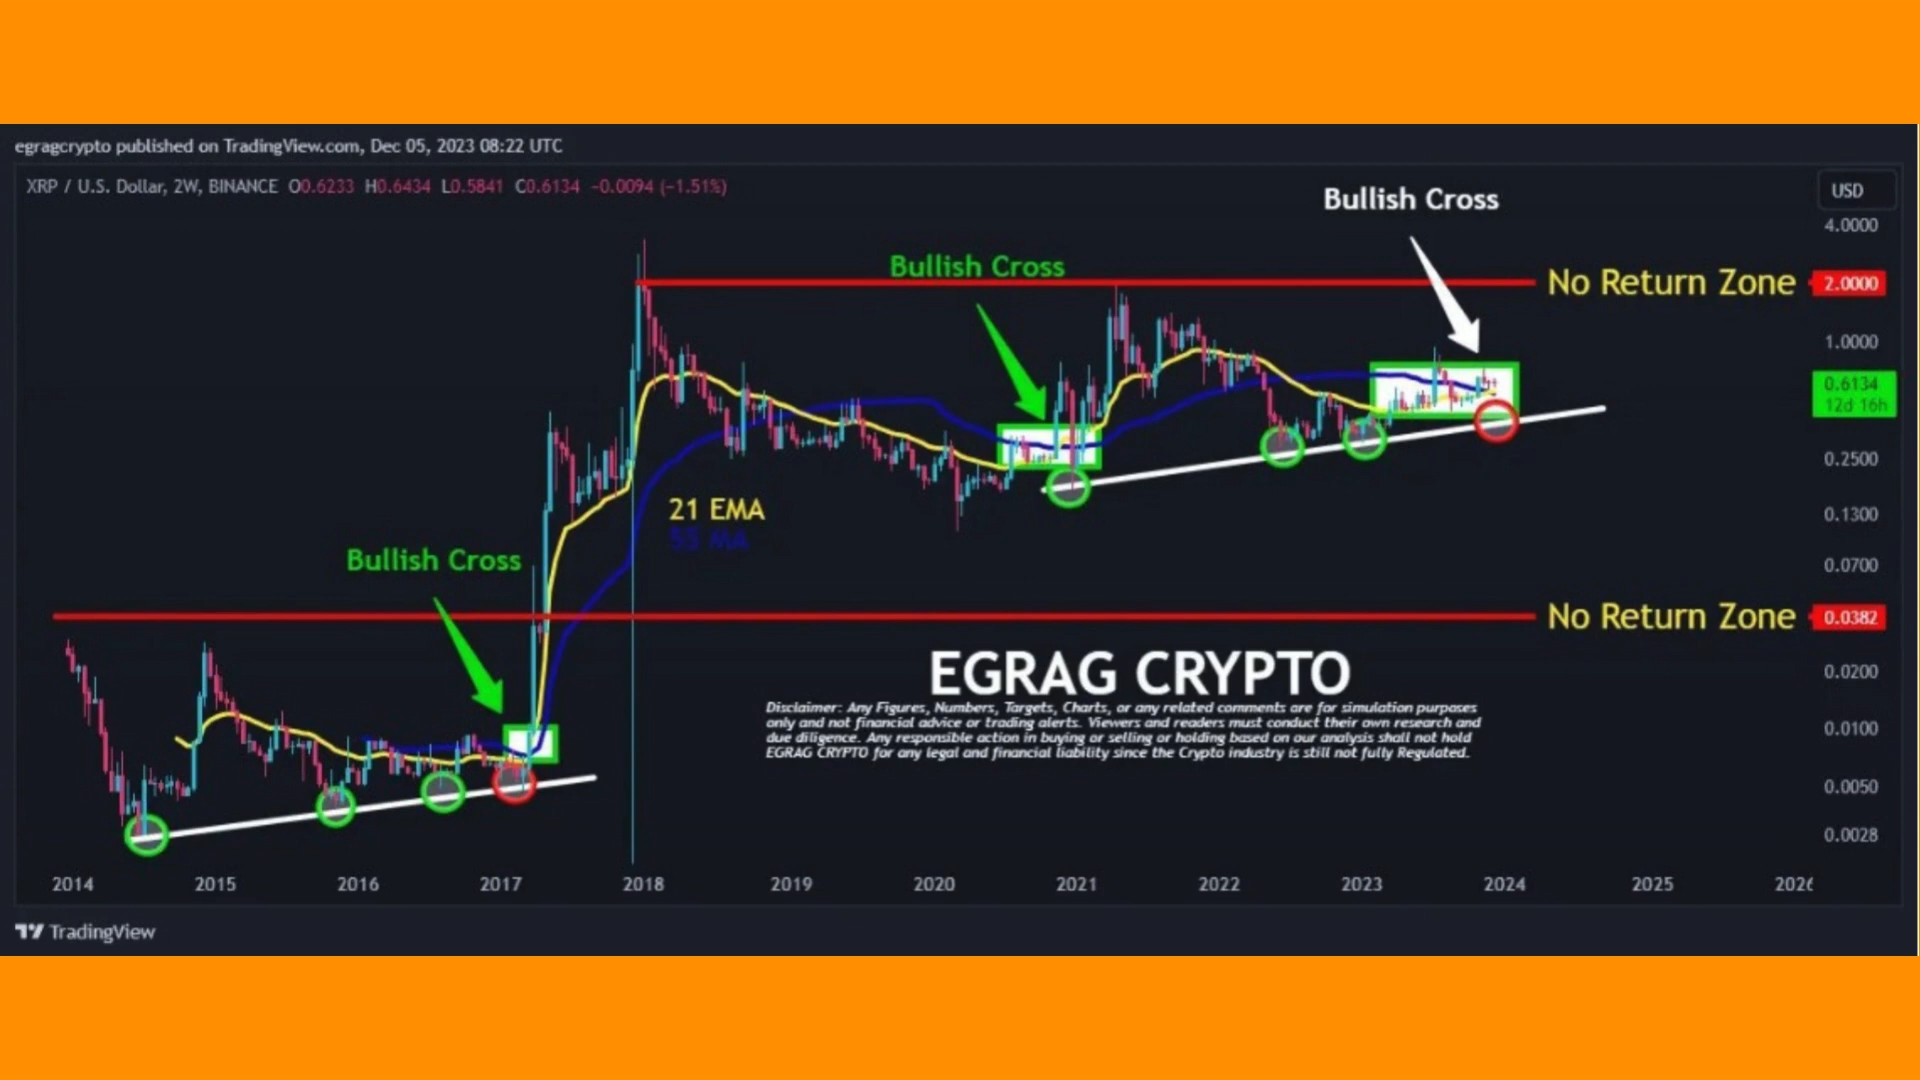 egragcrypto published on TradingView.com, Dec 05, 2023 08:22 UTC
XRP / U.S. Dollar, 2W, BINANCE O0.6233 H0.6434 L0.5841 C0.6134 −0.0094 (−1.51%)
USD
Bullish Cross
4.0000
Bullish Cross
No Return Zone
2.0000
1.0000
0.6134
12d 16h
0.2500
21 EMA
0.1300
55 MA
Bullish Cross
0.0700
No Return Zone
0.0382
EGRAG CRYPTO
0.0200
Disclaimer: Any Figures, Numbers, Targets, Charts, or any related comments are for simulation purposes
only and not financial advice or trading alerts. Viewers and readers must conduct their own research and
due diligence. Any responsible action in buying or selling or holding based on our analysis shall not hold
EGRAG CRYPTO for any legal and financial liability since the Crypto industry is still not fully Regulated.
0.0100
0.0050
0.0028
2014 2015 2016 2017 2018 2019 2020 2021 2022 2023 2024 2025 202
TradingView